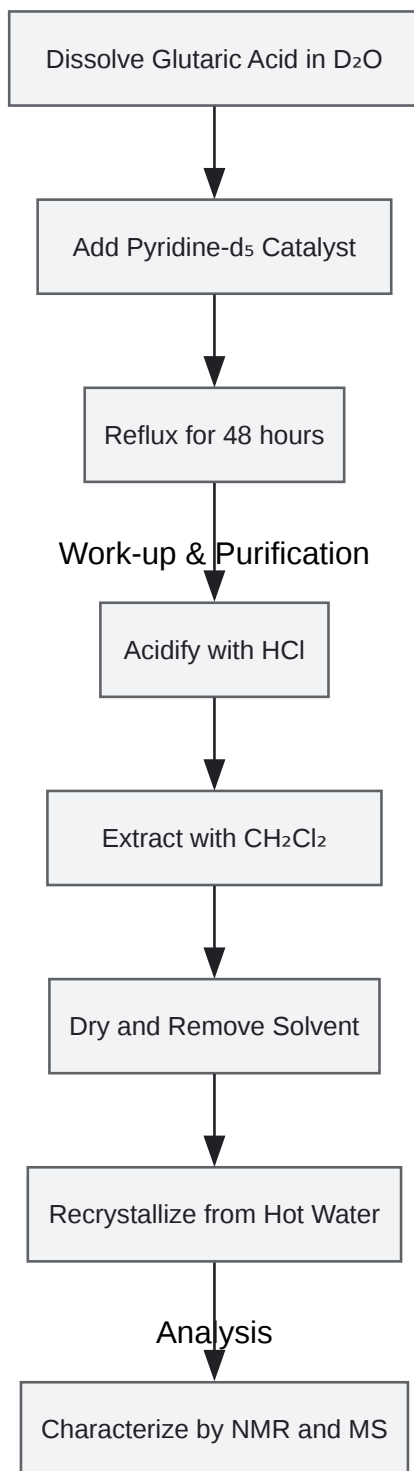 Dissolve Glutaric Acid in D₂O
Add Pyridine-d₅ Catalyst
Reflux for 48 hours
Work-up & Purification
Acidify with HCl
Extract with CH₂Cl₂
Dry and Remove Solvent
Recrystallize from Hot Water
Analysis
Characterize by NMR and MS